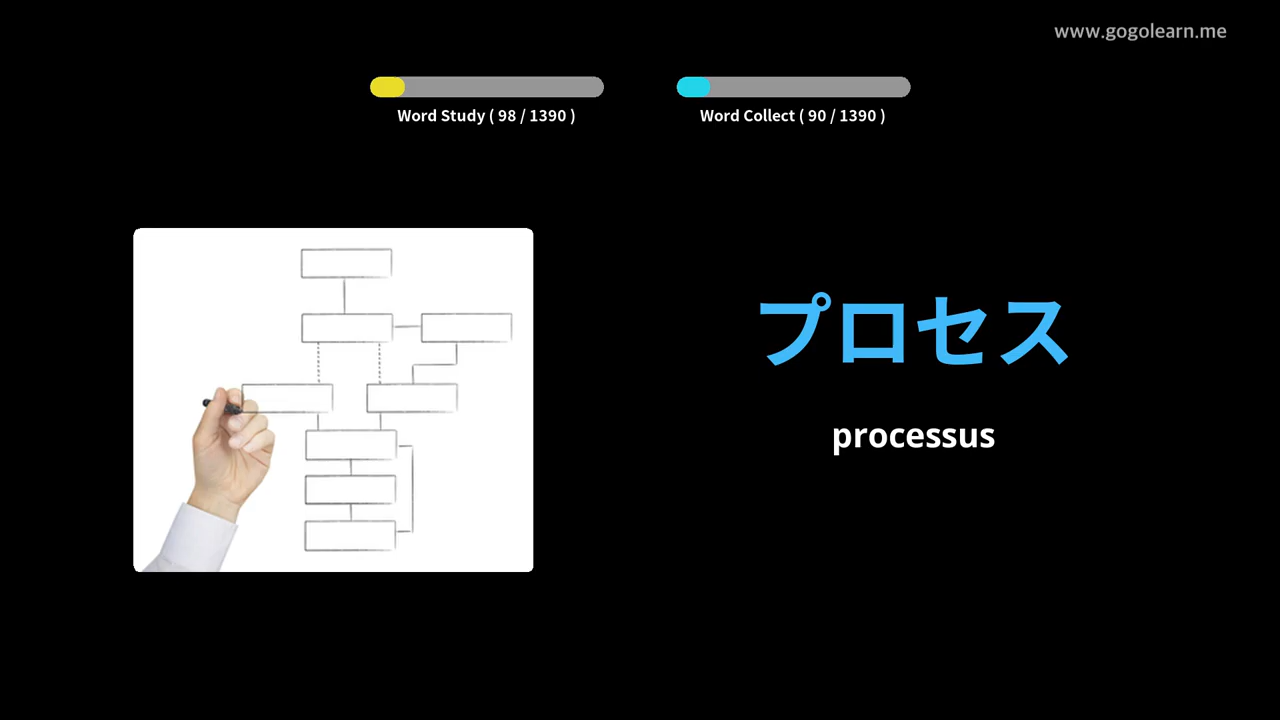 www.gogolearn.me
Word Study ( 98 / 1390 )
Word Collect ( 90 / 1390 )
プロセス
processus